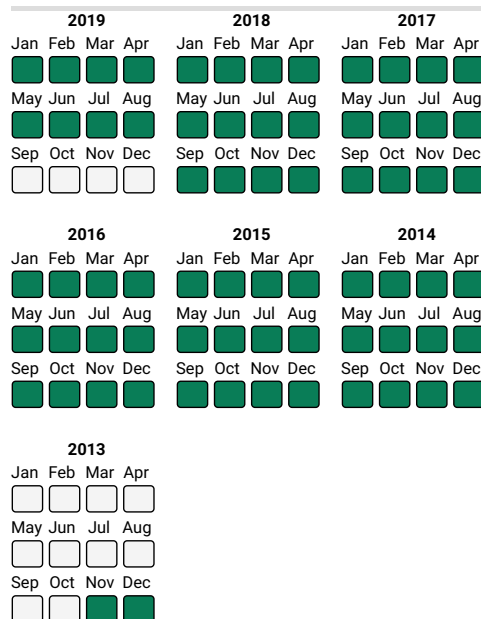 2019 2018 2017
Jan Feb Mar Apr Jan Feb Mar Apr Jan Feb Mar Apr
May Jun Jul Aug May Jun Jul Aug May Jun Jul Aug
Sep Oct Nov Dec Sep Oct Nov Dec Sep Oct Nov Dec
2016 2015 2014
Jan Feb Mar Apr Jan Feb Mar Apr Jan Feb Mar Apr
May Jun Jul Aug May Jun Jul Aug May Jun Jul Aug
Sep Oct Nov Dec Sep Oct Nov Dec Sep Oct Nov Dec
2013
Jan Feb Mar Apr
May Jun Jul Aug
Sep Oct Nov Dec